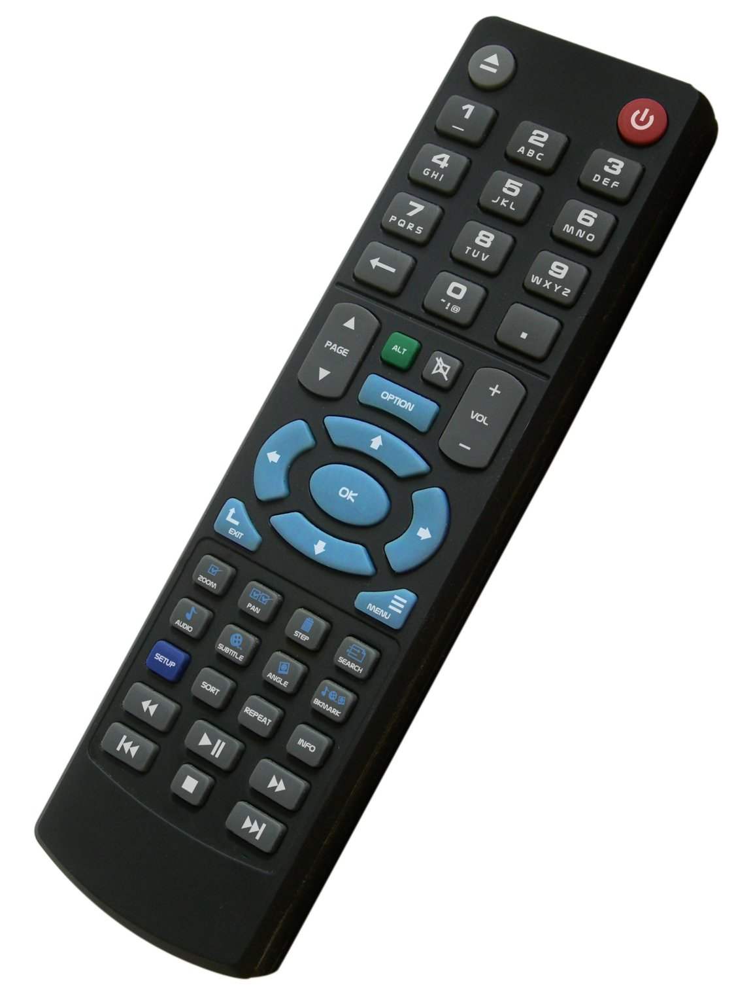 1
_
2
ABC
3
DEF
4
GHI
5
JKL
6
MNO
7
PQRS
8
TUV
9
WXYZ
0
~!@
.
PAGE
ALT
OPTION
+
VOL
-
OK
EXIT
MENU
ZOOM
PAN
STEP
SEARCH
AUDIO
SUBTITLE
ANGLE
BKMARK
SETUP
SORT
REPEAT
INFO